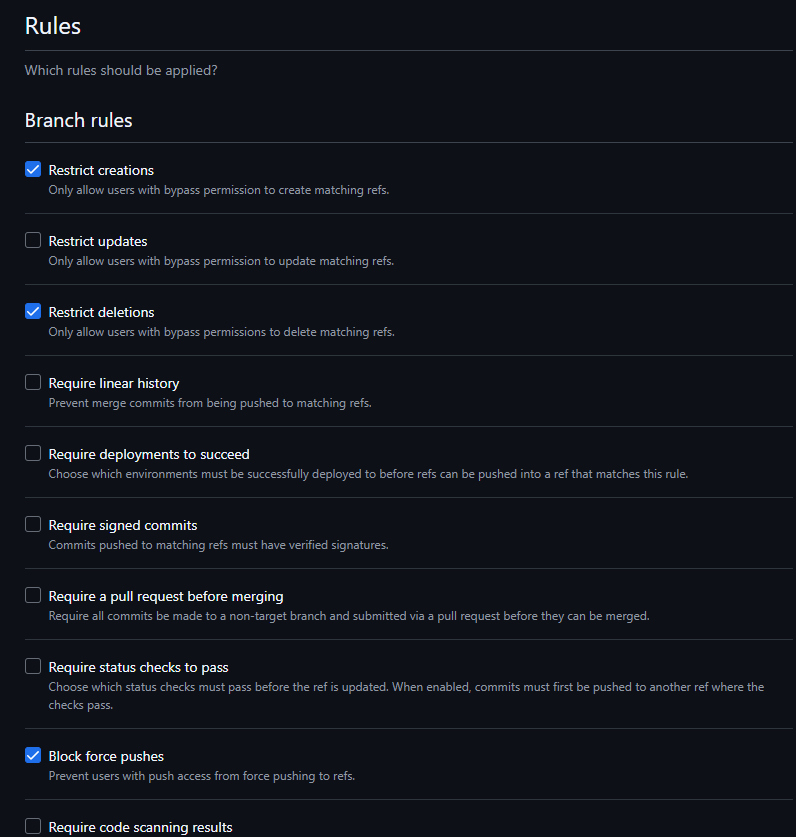 Rules
Which rules should be applied?
Branch rules
Restrict creations
Only allow users with bypass permission to create matching refs.
Restrict updates
Only allow users with bypass permission to update matching refs.
Restrict deletions
Only allow users with bypass permissions to delete matching refs.
Require linear history
Prevent merge commits from being pushed to matching refs.
Require deployments to succeed
Choose which environments must be successfully deployed to before refs can be pushed into a ref that matches this rule.
Require signed commits
Commits pushed to matching refs must have verified signatures.
Require a pull request before merging
Require all commits be made to a non-target branch and submitted via a pull request before they can be merged.
Require status checks to pass
Choose which status checks must pass before the ref is updated. When enabled, commits must first be pushed to another ref where the
checks pass.
Block force pushes
Prevent users with push access from force pushing to refs.
Require code scanning results